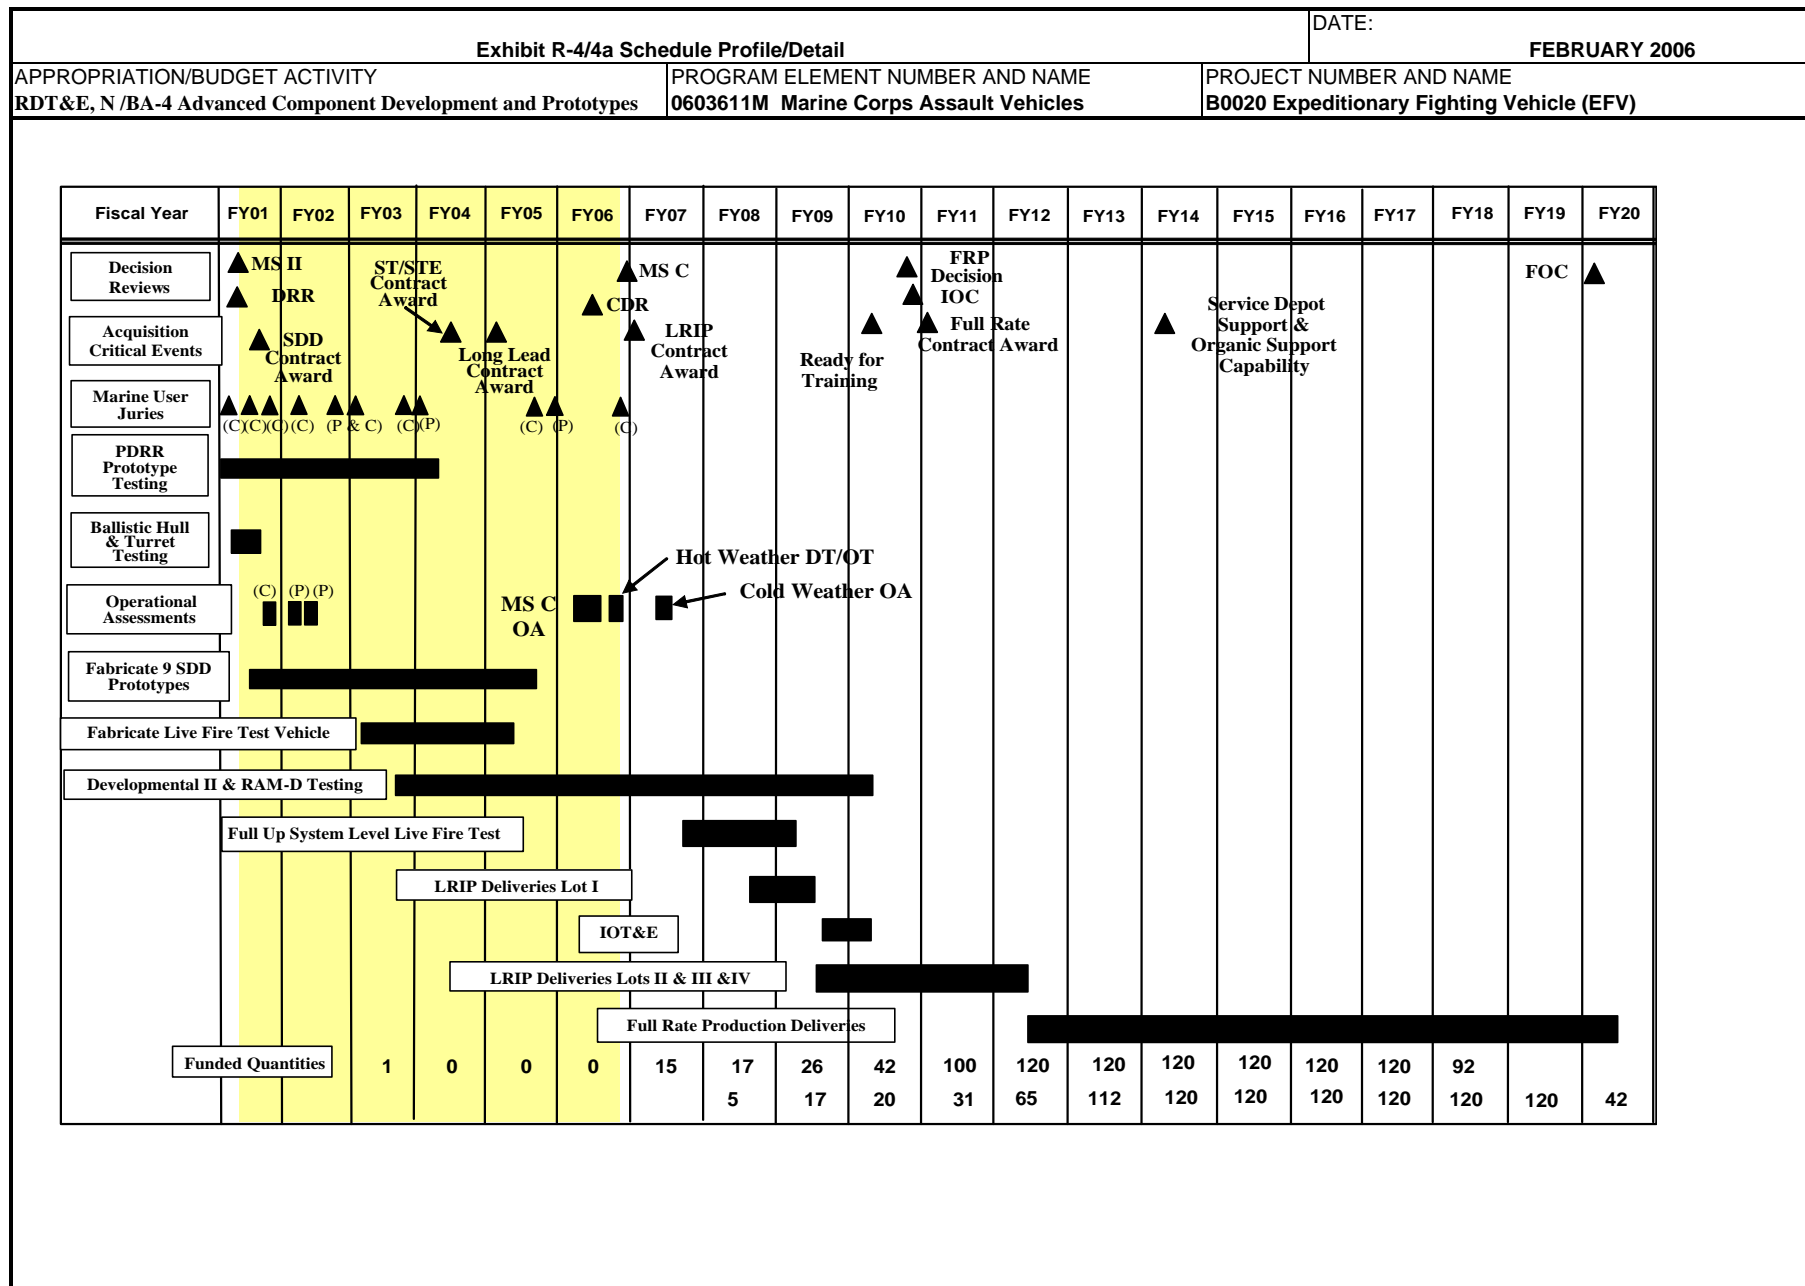 DATE:
Exhibit R-4/4a Schedule Profile/Detail
FEBRUARY 2006
APPROPRIATION/BUDGET ACTIVITY
PROGRAM ELEMENT NUMBER AND NAME
PROJECT NUMBER AND NAME
RDT&E, N /BA-4 Advanced Component Development and Prototypes
0603611M Marine Corps Assault Vehicles
B0020 Expeditionary Fighting Vehicle (EFV)
Fiscal Year FY01 FY02 FY03 FY04 FY05 FY06 FY07 FY08 FY09 FY10 FY11 FY12 FY13 FY14 FY15 FY16 FY17 FY18 FY19 FY20
Decision
Reviews
MS II
DRR
ST/STE
Contract
Award
CDR
MS C
FRP
Decision
IOC
FOC
Acquisition
Critical Events
SDD
Contract
Award
Long Lead
Contract
Award
LRIP
Contract
Award
Ready for
Training
Full Rate
Contract Award
Service Depot
Support &
Organic Support
Capability
Marine User
Juries
(C) (C) (C) (C) (P & C) (C) (P) (C) (P) (C)
PDRR
Prototype
Testing
Ballistic Hull
& Turret
Testing
Hot Weather DT/OT
Cold Weather OA
Operational
Assessments
(C) (P) (P)
MS C
OA
Fabricate 9 SDD
Prototypes
Fabricate Live Fire Test Vehicle
Developmental II & RAM-D Testing
Full Up System Level Live Fire Test
LRIP Deliveries Lot I
IOT&E
LRIP Deliveries Lots II & III &IV
Full Rate Production Deliveries
Funded Quantities 1 0 0 0 15 17 26 42 100 120 120 120 120 120 120 92
5 17 20 31 65 112 120 120 120 120 120 120 42